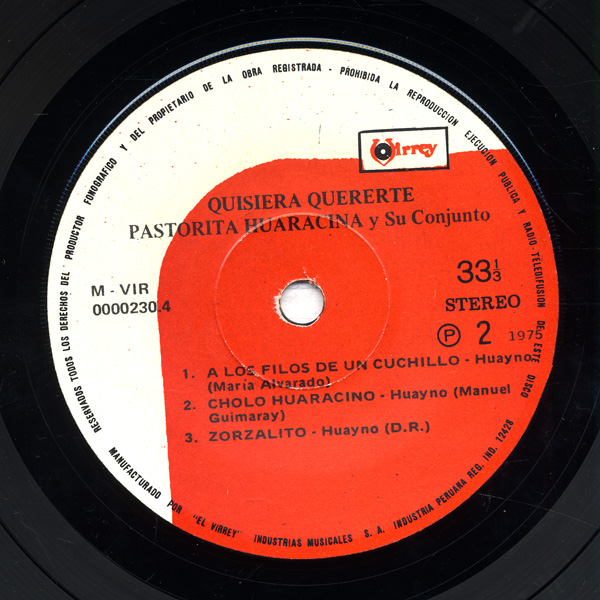 RESERVADOS TODOS LOS DERECHOS DEL PRODUCTOR FONOGRAFICO Y DEL PROPIETARIO DE LA OBRA REGISTRADA - PROHIBIDA LA REPRODUCCION EJECUCION PUBLICA Y RADIO-TELEDIFUSION DE ESTE DISCO
Virrey
QUISIERA QUERERTE
PASTORITA HUARACINA y Su Conjunto
M - VIR
0000230.4
33 1/3
STEREO
Ⓟ 2 1975
1. A LOS FILOS DE UN CUCHILLO - Huayno
(María Alvarado)
2. CHOLO HUARACINO - Huayno (Manuel
Guimaray)
3. ZORZALITO - Huayno (D.R.)
MANUFACTURADO POR "EL VIRREY" INDUSTRIAS MUSICALES S. A. INDUSTRIA PERUANA REG. IND. 12428